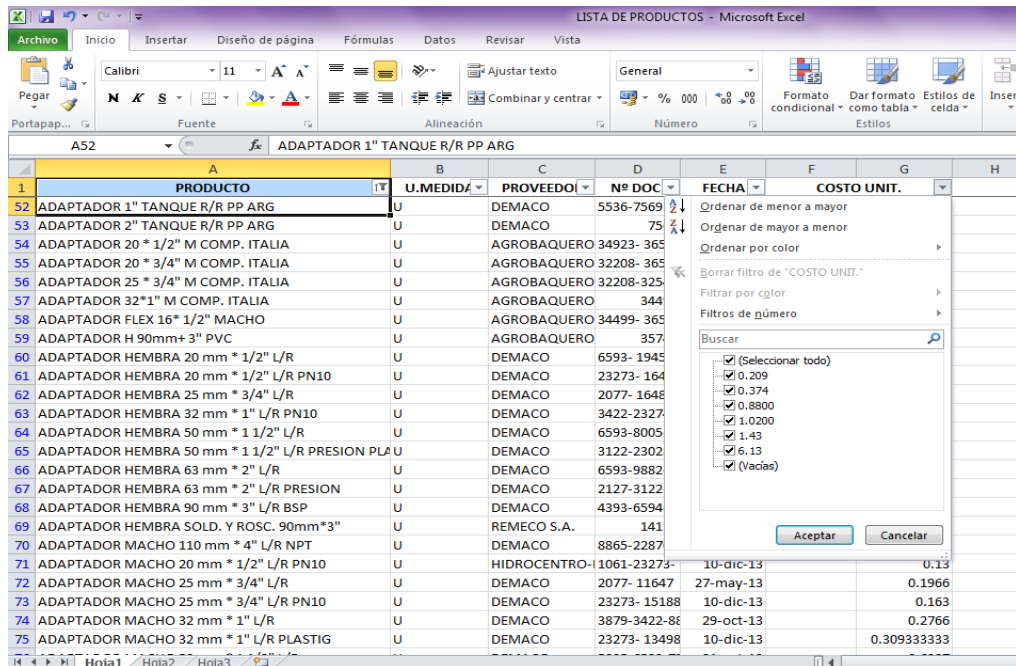 LISTA DE PRODUCTOS - Microsoft Excel
Archivo Inicio Insertar Diseño de página Fórmulas Datos Revisar Vista
Pegar
Calibri 11 A A
Ajustar texto
General
N K S
Combinar y centrar
% 000
Formato condicional
Dar formato como tabla
Estilos de celda
Inser
Portapap... Fuente Alineación Número Estilos
A52 fx ADAPTADOR 1" TANQUE R/R PP ARG
A B C D E F G H
1 PRODUCTO U.MEDIDA PROVEEDO Nº DOC FECHA COSTO UNIT.
52 ADAPTADOR 1" TANQUE R/R PP ARG U DEMACO 5536-7569
53 ADAPTADOR 2" TANQUE R/R PP ARG U DEMACO 75
54 ADAPTADOR 20 * 1/2" M COMP. ITALIA U AGROBAQUERO 34923- 365
55 ADAPTADOR 20 * 3/4" M COMP. ITALIA U AGROBAQUERO 32208- 365
56 ADAPTADOR 25 * 3/4" M COMP. ITALIA U AGROBAQUERO 32208-325
57 ADAPTADOR 32*1" M COMP. ITALIA U AGROBAQUERO 344
58 ADAPTADOR FLEX 16* 1/2" MACHO U AGROBAQUERO 34499- 365
59 ADAPTADOR H 90mm+ 3" PVC U AGROBAQUERO 357
60 ADAPTADOR HEMBRA 20 mm * 1/2" L/R U DEMACO 6593- 1945
61 ADAPTADOR HEMBRA 20 mm * 1/2" L/R PN10 U DEMACO 23273- 164
62 ADAPTADOR HEMBRA 25 mm * 3/4" L/R U DEMACO 2077- 1648
63 ADAPTADOR HEMBRA 32 mm * 1" L/R PN10 U DEMACO 3422-2327
64 ADAPTADOR HEMBRA 50 mm * 1 1/2" L/R U DEMACO 6593-8005
65 ADAPTADOR HEMBRA 50 mm * 1 1/2" L/R PRESION PLA U DEMACO 3122-2302
66 ADAPTADOR HEMBRA 63 mm * 2" L/R U DEMACO 6593-9882
67 ADAPTADOR HEMBRA 63 mm * 2" L/R PRESION U DEMACO 2127-3122
68 ADAPTADOR HEMBRA 90 mm * 3" L/R BSP U DEMACO 4393-6594
69 ADAPTADOR HEMBRA SOLD. Y ROSC. 90mm*3" U REMECO S.A. 141
70 ADAPTADOR MACHO 110 mm * 4" L/R NPT U DEMACO 8865-2287
71 ADAPTADOR MACHO 20 mm * 1/2" L/R PN10 U HIDROCENTRO- 1061-23273- 10-dic-13 0.13
72 ADAPTADOR MACHO 25 mm * 3/4" L/R U DEMACO 2077- 11647 27-may-13 0.1966
73 ADAPTADOR MACHO 25 mm * 3/4" L/R PN10 U DEMACO 23273- 15188 10-dic-13 0.163
74 ADAPTADOR MACHO 32 mm * 1" L/R U DEMACO 3879-3422-88 29-oct-13 0.2766
75 ADAPTADOR MACHO 32 mm * 1" L/R PLASTIG U DEMACO 23273- 13498 10-dic-13 0.309333333
Ordenar de menor a mayor
Ordenar de mayor a menor
Ordenar por color
Borrar filtro de "COSTO UNIT."
Filtrar por color
Filtros de número
Buscar
(Seleccionar todo)
0.209
0.374
0.8800
1.0200
1.43
6.13
(Vacías)
Aceptar Cancelar
Hoja1 Hoja2 Hoja3